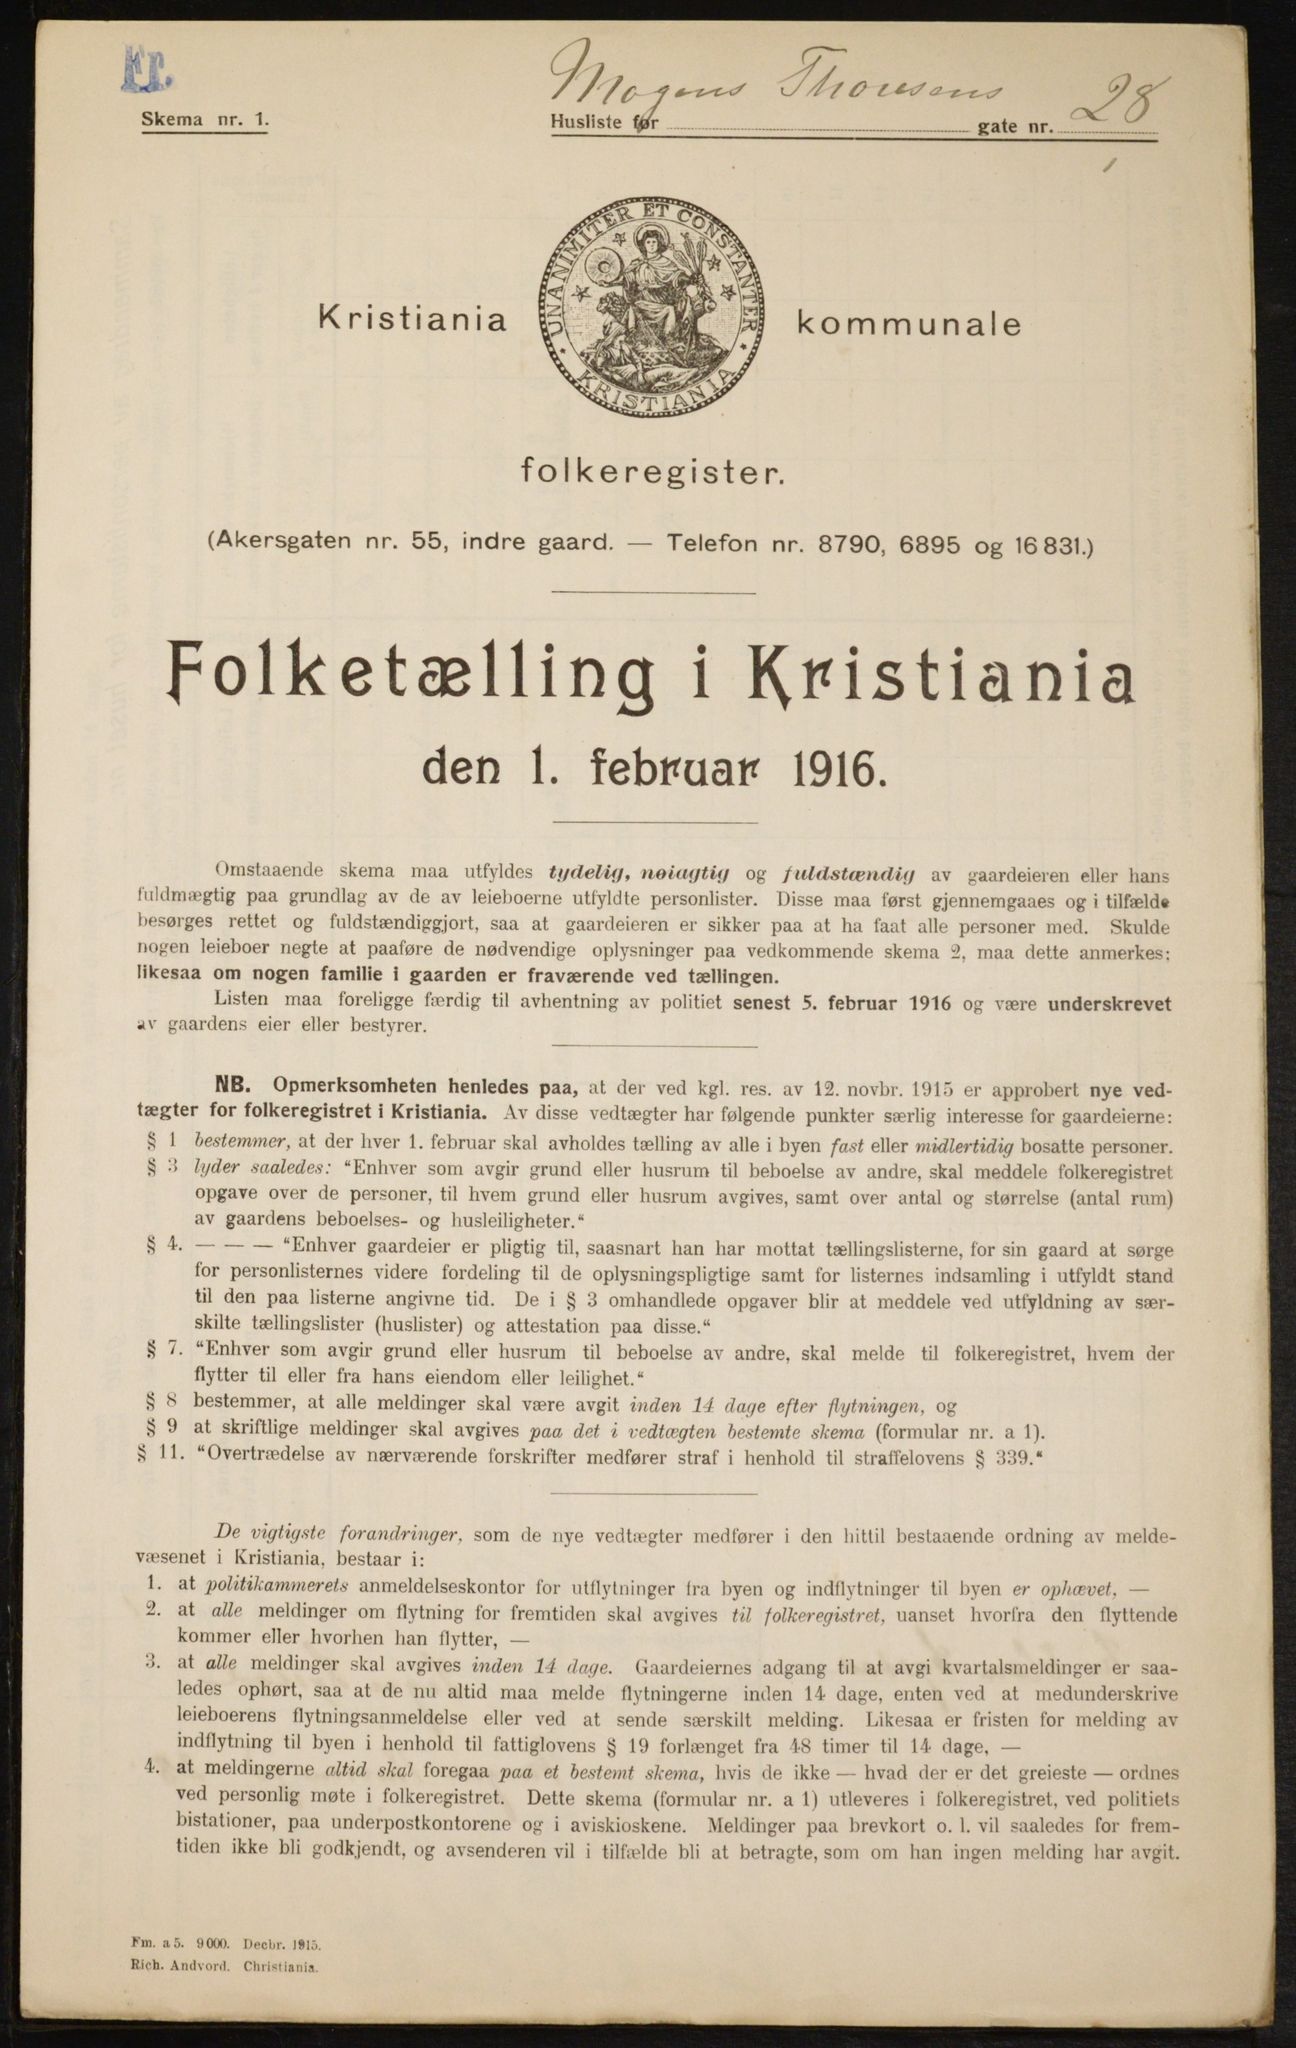 Fr.
Mogens Thorsens 28
Skema nr. 1.
Husliste før gate nr.
UNANIMITER ET CONSTANTER
KRISTIANIA
Kristiania kommunale
folkeregister.
(Akersgaten nr. 55, indre gaard. — Telefon nr. 8790, 6895 og 16 831.)
Folketælling i Kristiania
den 1. februar 1916.
Omstaaende skema maa utfyldes tydelig, nøiagtig og fuldstændig av gaardeieren eller hans
fuldmægtig paa grundlag av de av leieboerne utfyldte personlister. Disse maa først gjennemgaaes og i tilfælde
besørges rettet og fuldstændiggjort, saa at gaardeieren er sikker paa at ha faat alle personer med. Skulde
nogen leieboer negte at paaføre de nødvendige oplysninger paa vedkommende skema 2, maa dette anmerkes;
likesaa om nogen familie i gaarden er fraværende ved tællingen.
Listen maa foreligge færdig til avhentning av politiet senest 5. februar 1916 og være underskrevet
av gaardens eier eller bestyrer.
NB. Opmerksomheten henledes paa, at der ved kgl. res. av 12. novbr. 1915 er approbert nye ved-
tægter for folkeregistret i Kristiania. Av disse vedtægter har følgende punkter særlig interesse for gaardeierne:
§ 1 bestemmer, at der hver 1. februar skal avholdes tælling av alle i byen fast eller midlertidig bosatte personer.
§ 3 lyder saaledes: “Enhver som avgir grund eller husrum til beboelse av andre, skal meddele folkeregistret
opgave over de personer, til hvem grund eller husrum avgives, samt over antal og størrelse (antal rum)
av gaardens beboelses- og husleiligheter.“
§ 4. — — — “Enhver gaardeier er pligtig til, saasnart han har mottat tællingslisterne, for sin gaard at sørge
for personlisternes videre fordeling til de oplysningspligtige samt for listernes indsamling i utfyldt stand
til den paa listerne angivne tid. De i § 3 omhandlede opgaver blir at meddele ved utfyldning av sær-
skilte tællingslister (huslister) og attestation paa disse.“
§ 7. “Enhver som avgir grund eller husrum til beboelse av andre, skal melde til folkeregistret, hvem der
flytter til eller fra hans eiendom eller leilighet.“
§ 8 bestemmer, at alle meldinger skal være avgit inden 14 dage efter flytningen, og
§ 9 at skriftlige meldinger skal avgives paa det i vedtægten bestemte skema (formular nr. a 1).
§ 11. “Overtrædelse av nærværende forskrifter medfører straf i henhold til straffelovens § 339.“
De vigtigste forandringer, som de nye vedtægter medfører i den hittil bestaaende ordning av melde-
væsenet i Kristiania, bestaar i:
1. at politikammerets anmeldelseskontor for utflytninger fra byen og indflytninger til byen er ophævet, —
2. at alle meldinger om flytning for fremtiden skal avgives til folkeregistret, uanset hvorfra den flyttende
kommer eller hvorhen han flytter, —
3. at alle meldinger skal avgives inden 14 dage. Gaardeiernes adgang til at avgi kvartalsmeldinger er saa-
ledes ophørt, saa at de nu altid maa melde flytningerne inden 14 dage, enten ved at medunderskrive
leieboerens flytningsanmeldelse eller ved at sende særskilt melding. Likesaa er fristen for melding av
indflytning til byen i henhold til fattiglovens § 19 forlænget fra 48 timer til 14 dage, —
4. at meldingerne altid skal foregaa paa et bestemt skema, hvis de ikke — hvad der er det greieste — ordnes
ved personlig møte i folkeregistret. Dette skema (formular nr. a 1) utleveres i folkeregistret, ved politiets
bistationer, paa underpostkontorene og i aviskioskene. Meldinger paa brevkort o. l. vil saaledes for frem-
tiden ikke bli godkjendt, og avsenderen vil i tilfælde bli at betragte, som om han ingen melding har avgit.
Fm. a 5. 9 000. Decbr. 1915.
Rich. Andvord. Christiania.